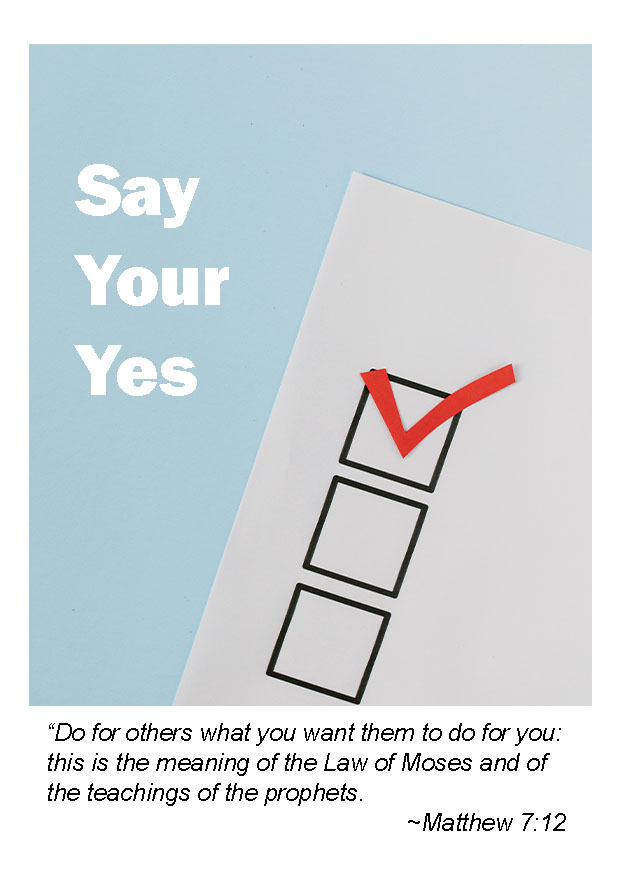 Say
Your
Yes
“Do for others what you want them to do for you:
this is the meaning of the Law of Moses and of
the teachings of the prophets.
~Matthew 7:12